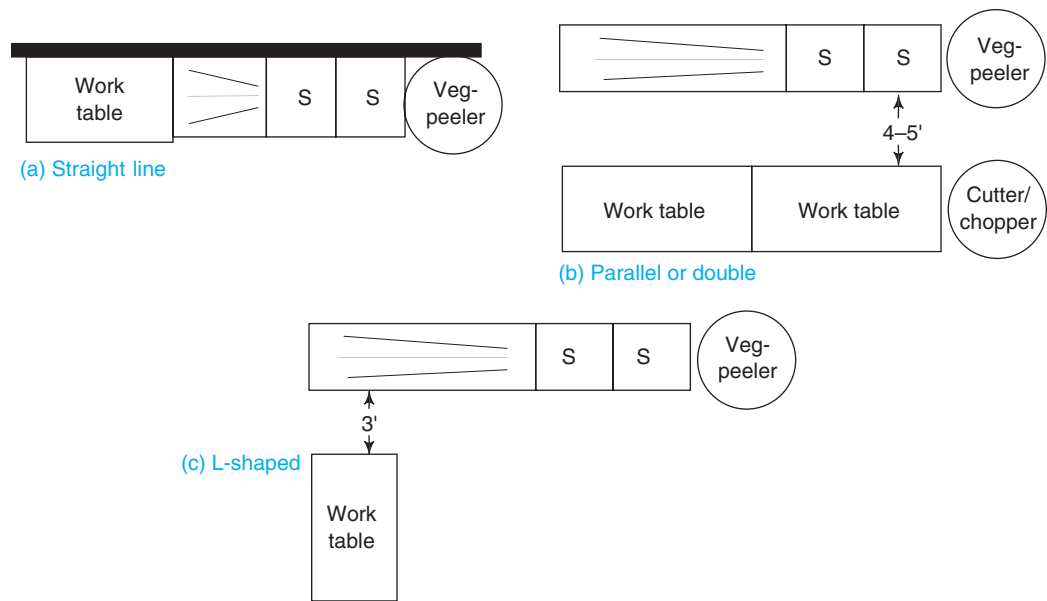 Work
table
S
S
Veg-
peeler
(a) Straight line
S
S
Veg-
peeler
4–5'
Work table
Work table
Cutter/
chopper
(b) Parallel or double
S
S
Veg-
peeler
3'
(c) L-shaped
Work
table